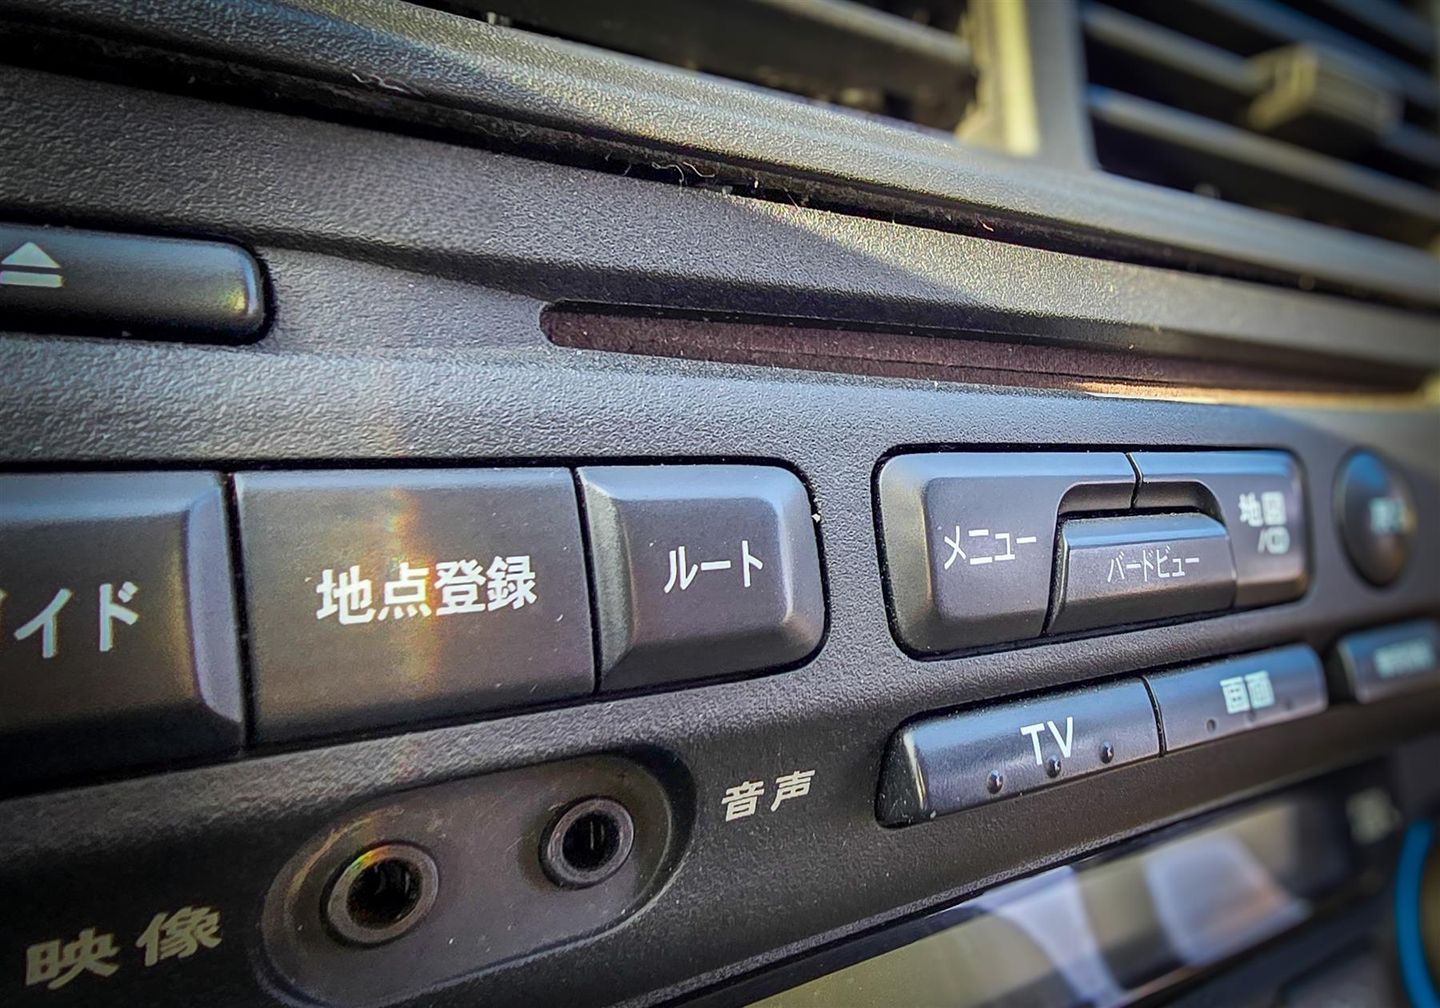 イド
地点登録
ルート
メニュー
バードビュー
地図
TV
画面
音声
映像